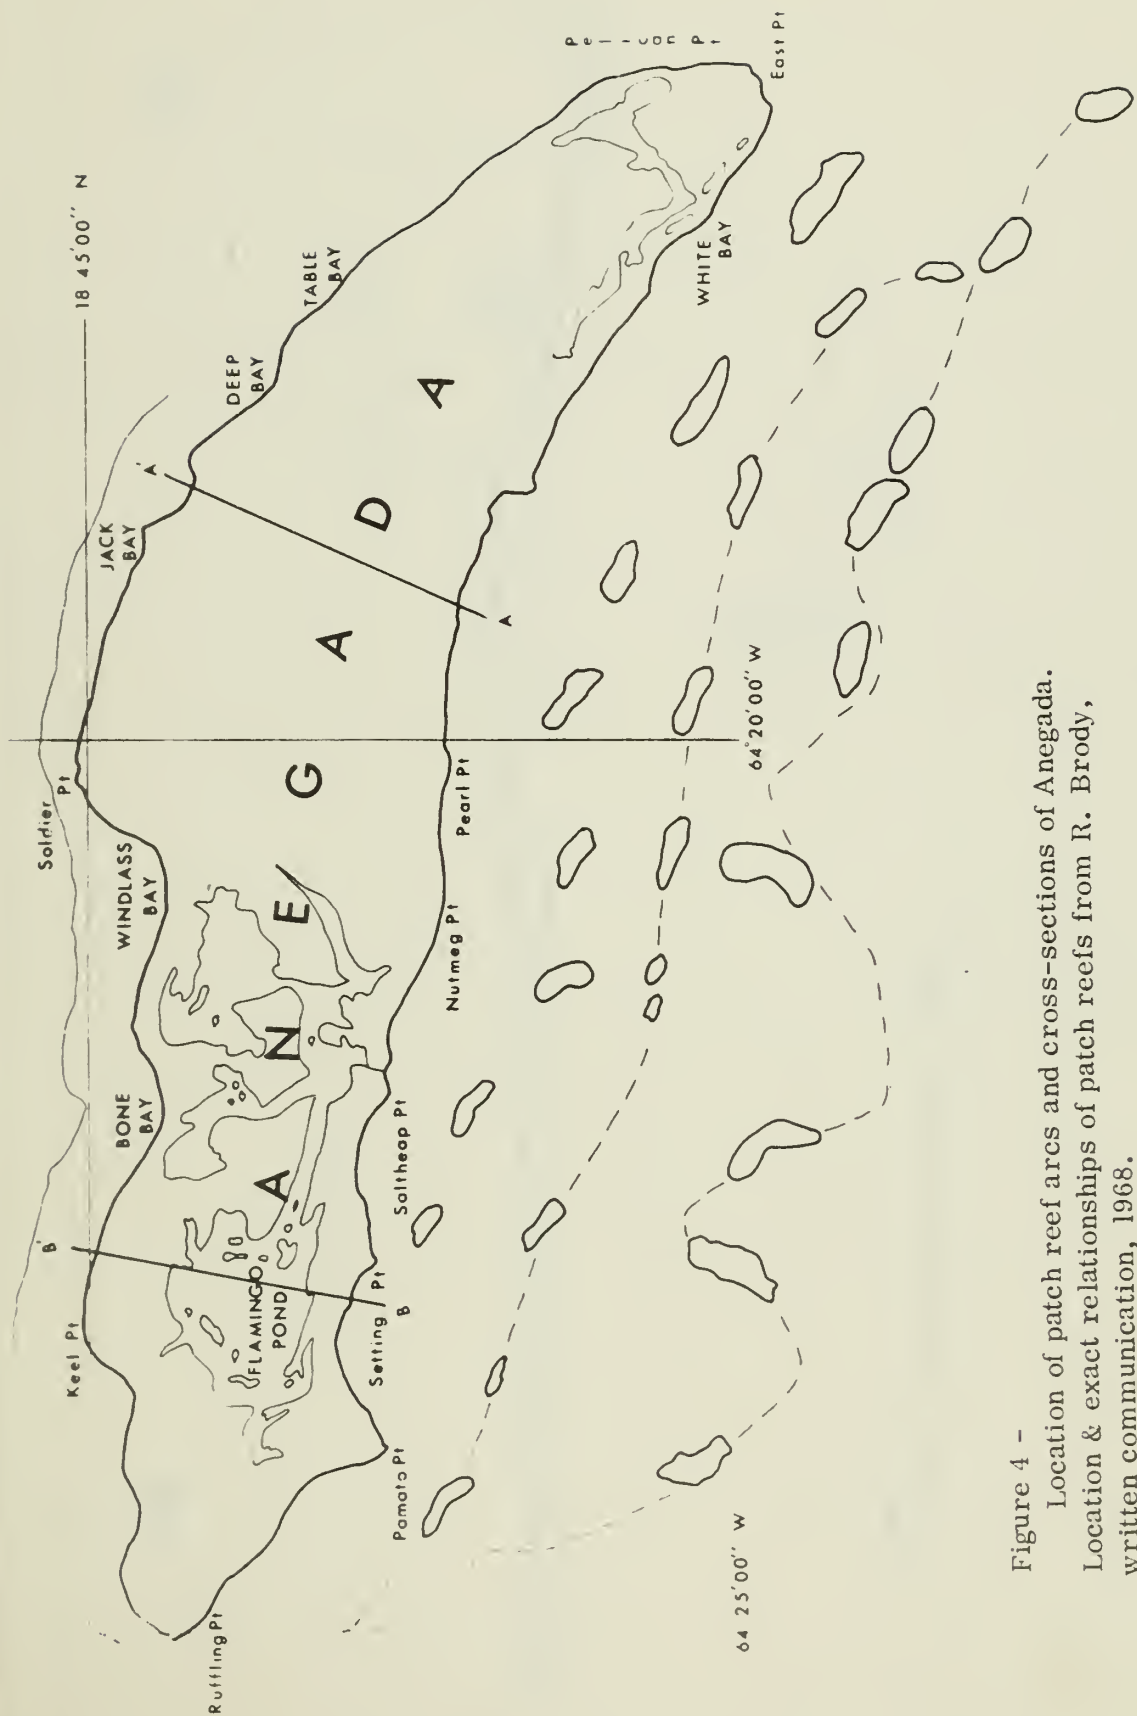 18 45'00'' N
Soldier Pt
Keel Pt
BONE BAY
WINDLASS BAY
JACK BAY
DEEP BAY
TABLE BAY
Pelican Pt
East Pt
WHITE BAY
A'
A
B'
B
A N E G A D A
FLAMINGO POND
Ruffling Pt
Pomato Pt
Setting Pt
Saltheap Pt
Nutmeg Pt
Pearl Pt
64°20'00'' W
64 25'00'' W
Figure 4 -
Location of patch reef arcs and cross-sections of Anegada.
Location & exact relationships of patch reefs from R. Brody,
written communication, 1968.